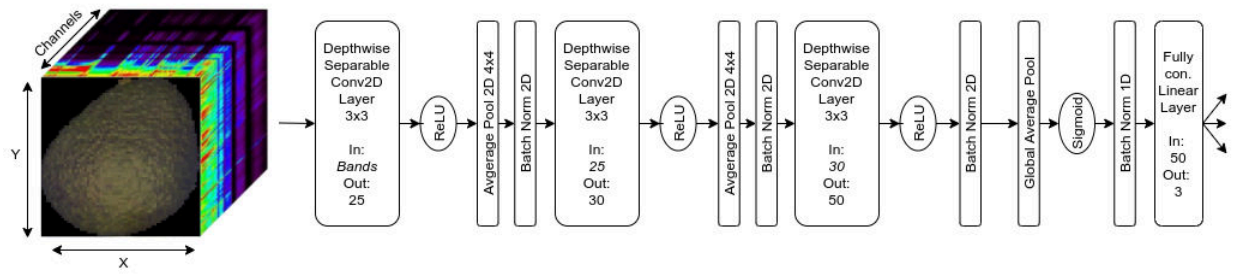 Channels
Y
X
Depthwise
Separable
Conv2D
Layer
3x3
In:
Bands
Out:
25
ReLU
Avgerage Pool 2D 4x4
Batch Norm 2D
Depthwise
Separable
Conv2D
Layer
3x3
In:
25
Out:
30
ReLU
Avgerage Pool 2D 4x4
Batch Norm 2D
Depthwise
Separable
Conv2D
Layer
3x3
In:
30
Out:
50
ReLU
Batch Norm 2D
Global Average Pool
Sigmoid
Batch Norm 1D
Fully
con.
Linear
Layer
In:
50
Out:
3